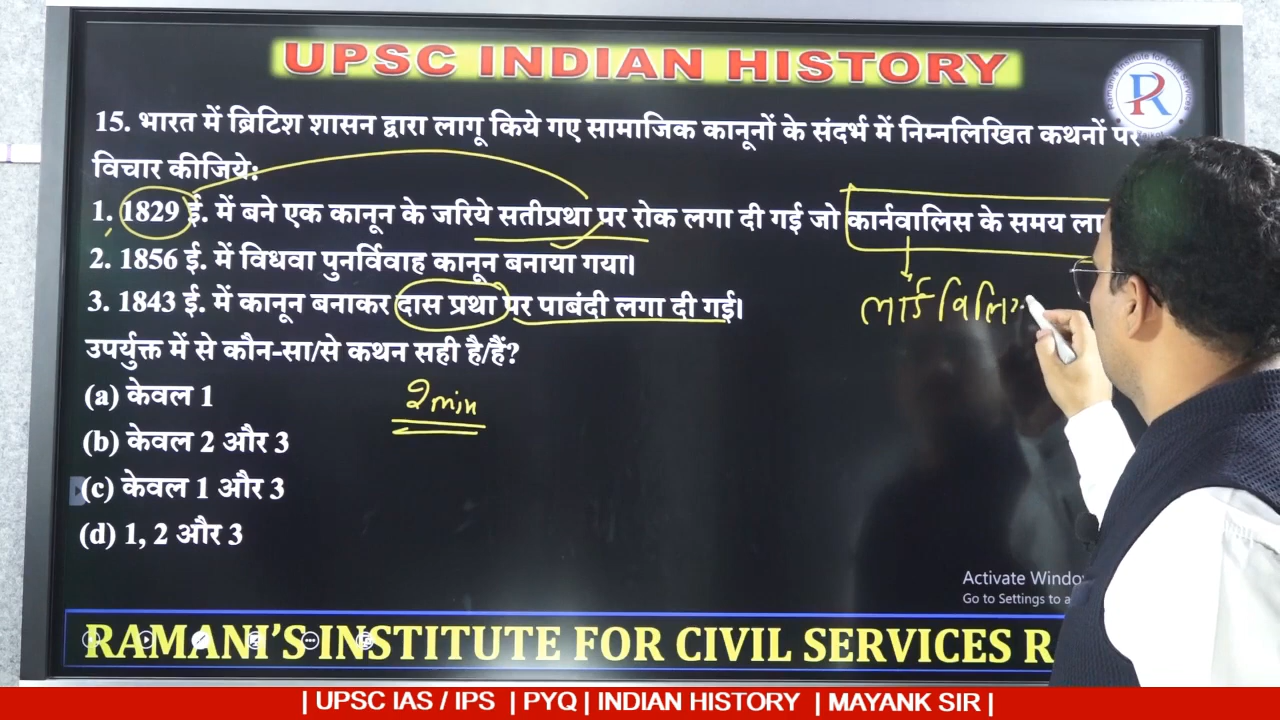 UPSC INDIAN HISTORY
R
15. भारत में ब्रिटिश शासन द्वारा लागू किये गए सामाजिक कानूनों के संदर्भ में निम्नलिखित कथनों पर
विचार कीजिये:
1. 1829 ई. में बने एक कानून के जरिये सतीप्रथा पर रोक लगा दी गई जो कार्नवालिस के समय ला
2. 1856 ई. में विधवा पुनर्विवाह कानून बनाया गया।
3. 1843 ई. में कानून बनाकर दास प्रथा पर पाबंदी लगा दी गई।
लार्ड विलि
उपर्युक्त में से कौन-सा/से कथन सही है/हैं?
(a) केवल 1
2 min
(b) केवल 2 और 3
(c) केवल 1 और 3
(d) 1, 2 और 3
Activate Windo
Go to Settings to a
RAMANI'S INSTITUTE FOR CIVIL SERVICES R
| UPSC IAS / IPS | PYQ | INDIAN HISTORY | MAYANK SIR |